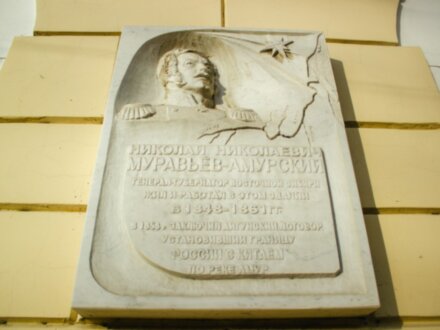 НИКОЛАЙ НИКОЛАЕВИЧ
МУРАВЬЁВ-АМУРСКИЙ
ГЕНЕРАЛ-ГУБЕРНАТОР ВОСТОЧНОЙ СИБИРИ
ЖИЛ И РАБОТАЛ В ЭТОМ ЗДАНИИ
В 1848-1861 ГГ
В 1858 г ЗАКЛЮЧИЛ АЙГУНСКИЙ ДОГОВОР
УСТАНОВИВШИЙ ГРАНИЦУ
РОССИИ С КИТАЕМ
ПО РЕКЕ АМУР